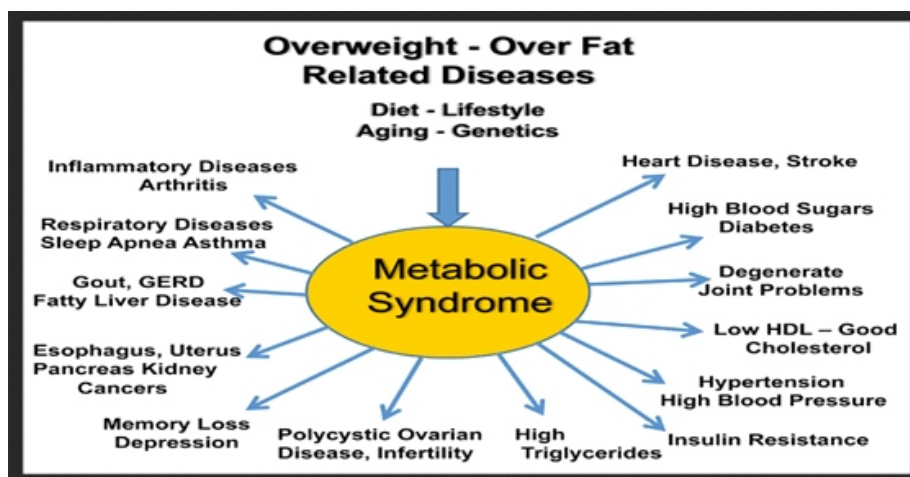 Overweight - Over Fat
Related Diseases
Diet - Lifestyle
Aging - Genetics
Inflammatory Diseases
Arthritis
Respiratory Diseases
Sleep Apnea Asthma
Gout, GERD
Fatty Liver Disease
Esophagus, Uterus
Pancreas Kidney
Cancers
Memory Loss
Depression
Metabolic
Syndrome
Polycystic Ovarian
Disease, Infertility
High
Triglycerides
Heart Disease, Stroke
High Blood Sugars
Diabetes
Degenerate
Joint Problems
Low HDL – Good
Cholesterol
Hypertension
High Blood Pressure
Insulin Resistance